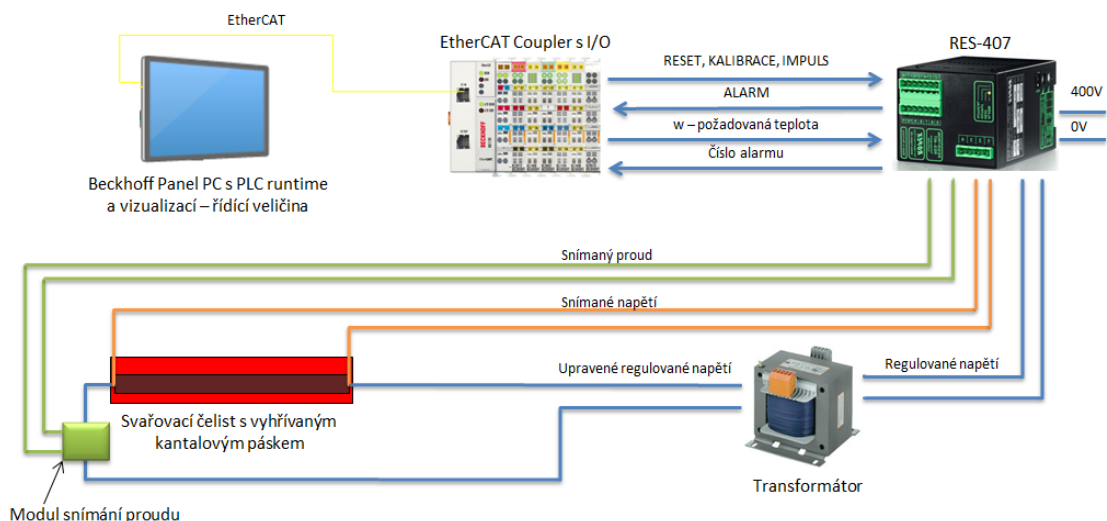 EtherCAT
EtherCAT Coupler s I/O
RES-407
RESET, KALIBRACE, IMPULS
ALARM
w – požadovaná teplota
Číslo alarmu
400V
0V
BECKHOFF
Beckhoff Panel PC s PLC runtime
a vizualizací – řídící veličina
Snímaný proud
Snímané napětí
Upravené regulované napětí
Regulované napětí
Svařovací čelist s vyhřívaným
kantalovým páskem
Transformátor
Modul snímání proudu